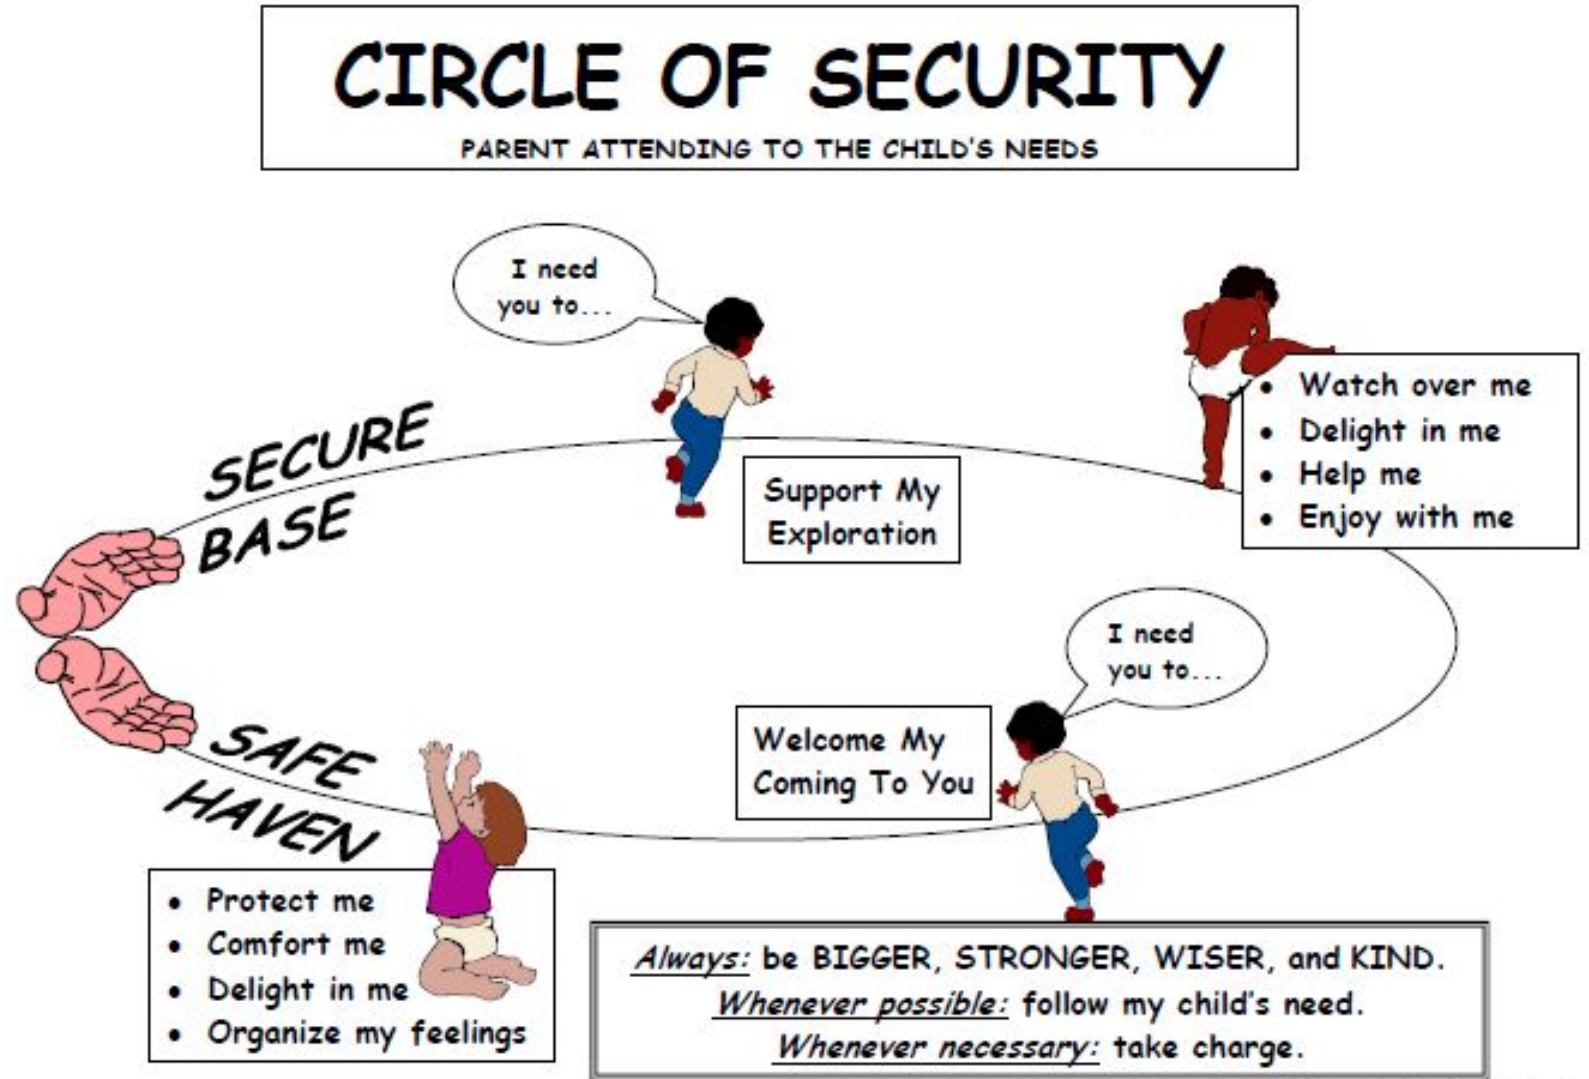 CIRCLE OF SECURITY
PARENT ATTENDING TO THE CHILD'S NEEDS
I need
you to...
SECURE
BASE
Support My
Exploration
• Watch over me
• Delight in me
• Help me
• Enjoy with me
I need
you to...
Welcome My
Coming To You
SAFE
HAVEN
• Protect me
• Comfort me
• Delight in me
• Organize my feelings
Always: be BIGGER, STRONGER, WISER, and KIND.
Whenever possible: follow my child's need.
Whenever necessary: take charge.